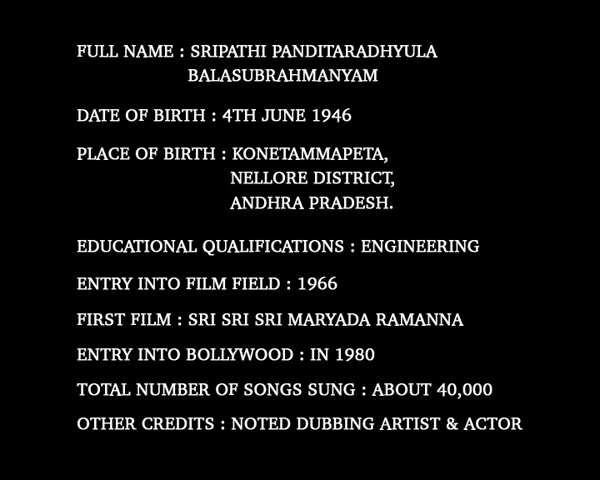 FULL NAME : SRIPATHI PANDITARADHYULA
BALASUBRAHMANYAM
DATE OF BIRTH : 4TH JUNE 1946
PLACE OF BIRTH : KONETAMMAPETA,
NELLORE DISTRICT,
ANDHRA PRADESH.
EDUCATIONAL QUALIFICATIONS : ENGINEERING
ENTRY INTO FILM FIELD : 1966
FIRST FILM : SRI SRI SRI MARYADA RAMANNA
ENTRY INTO BOLLYWOOD : IN 1980
TOTAL NUMBER OF SONGS SUNG : ABOUT 40,000
OTHER CREDITS : NOTED DUBBING ARTIST & ACTOR